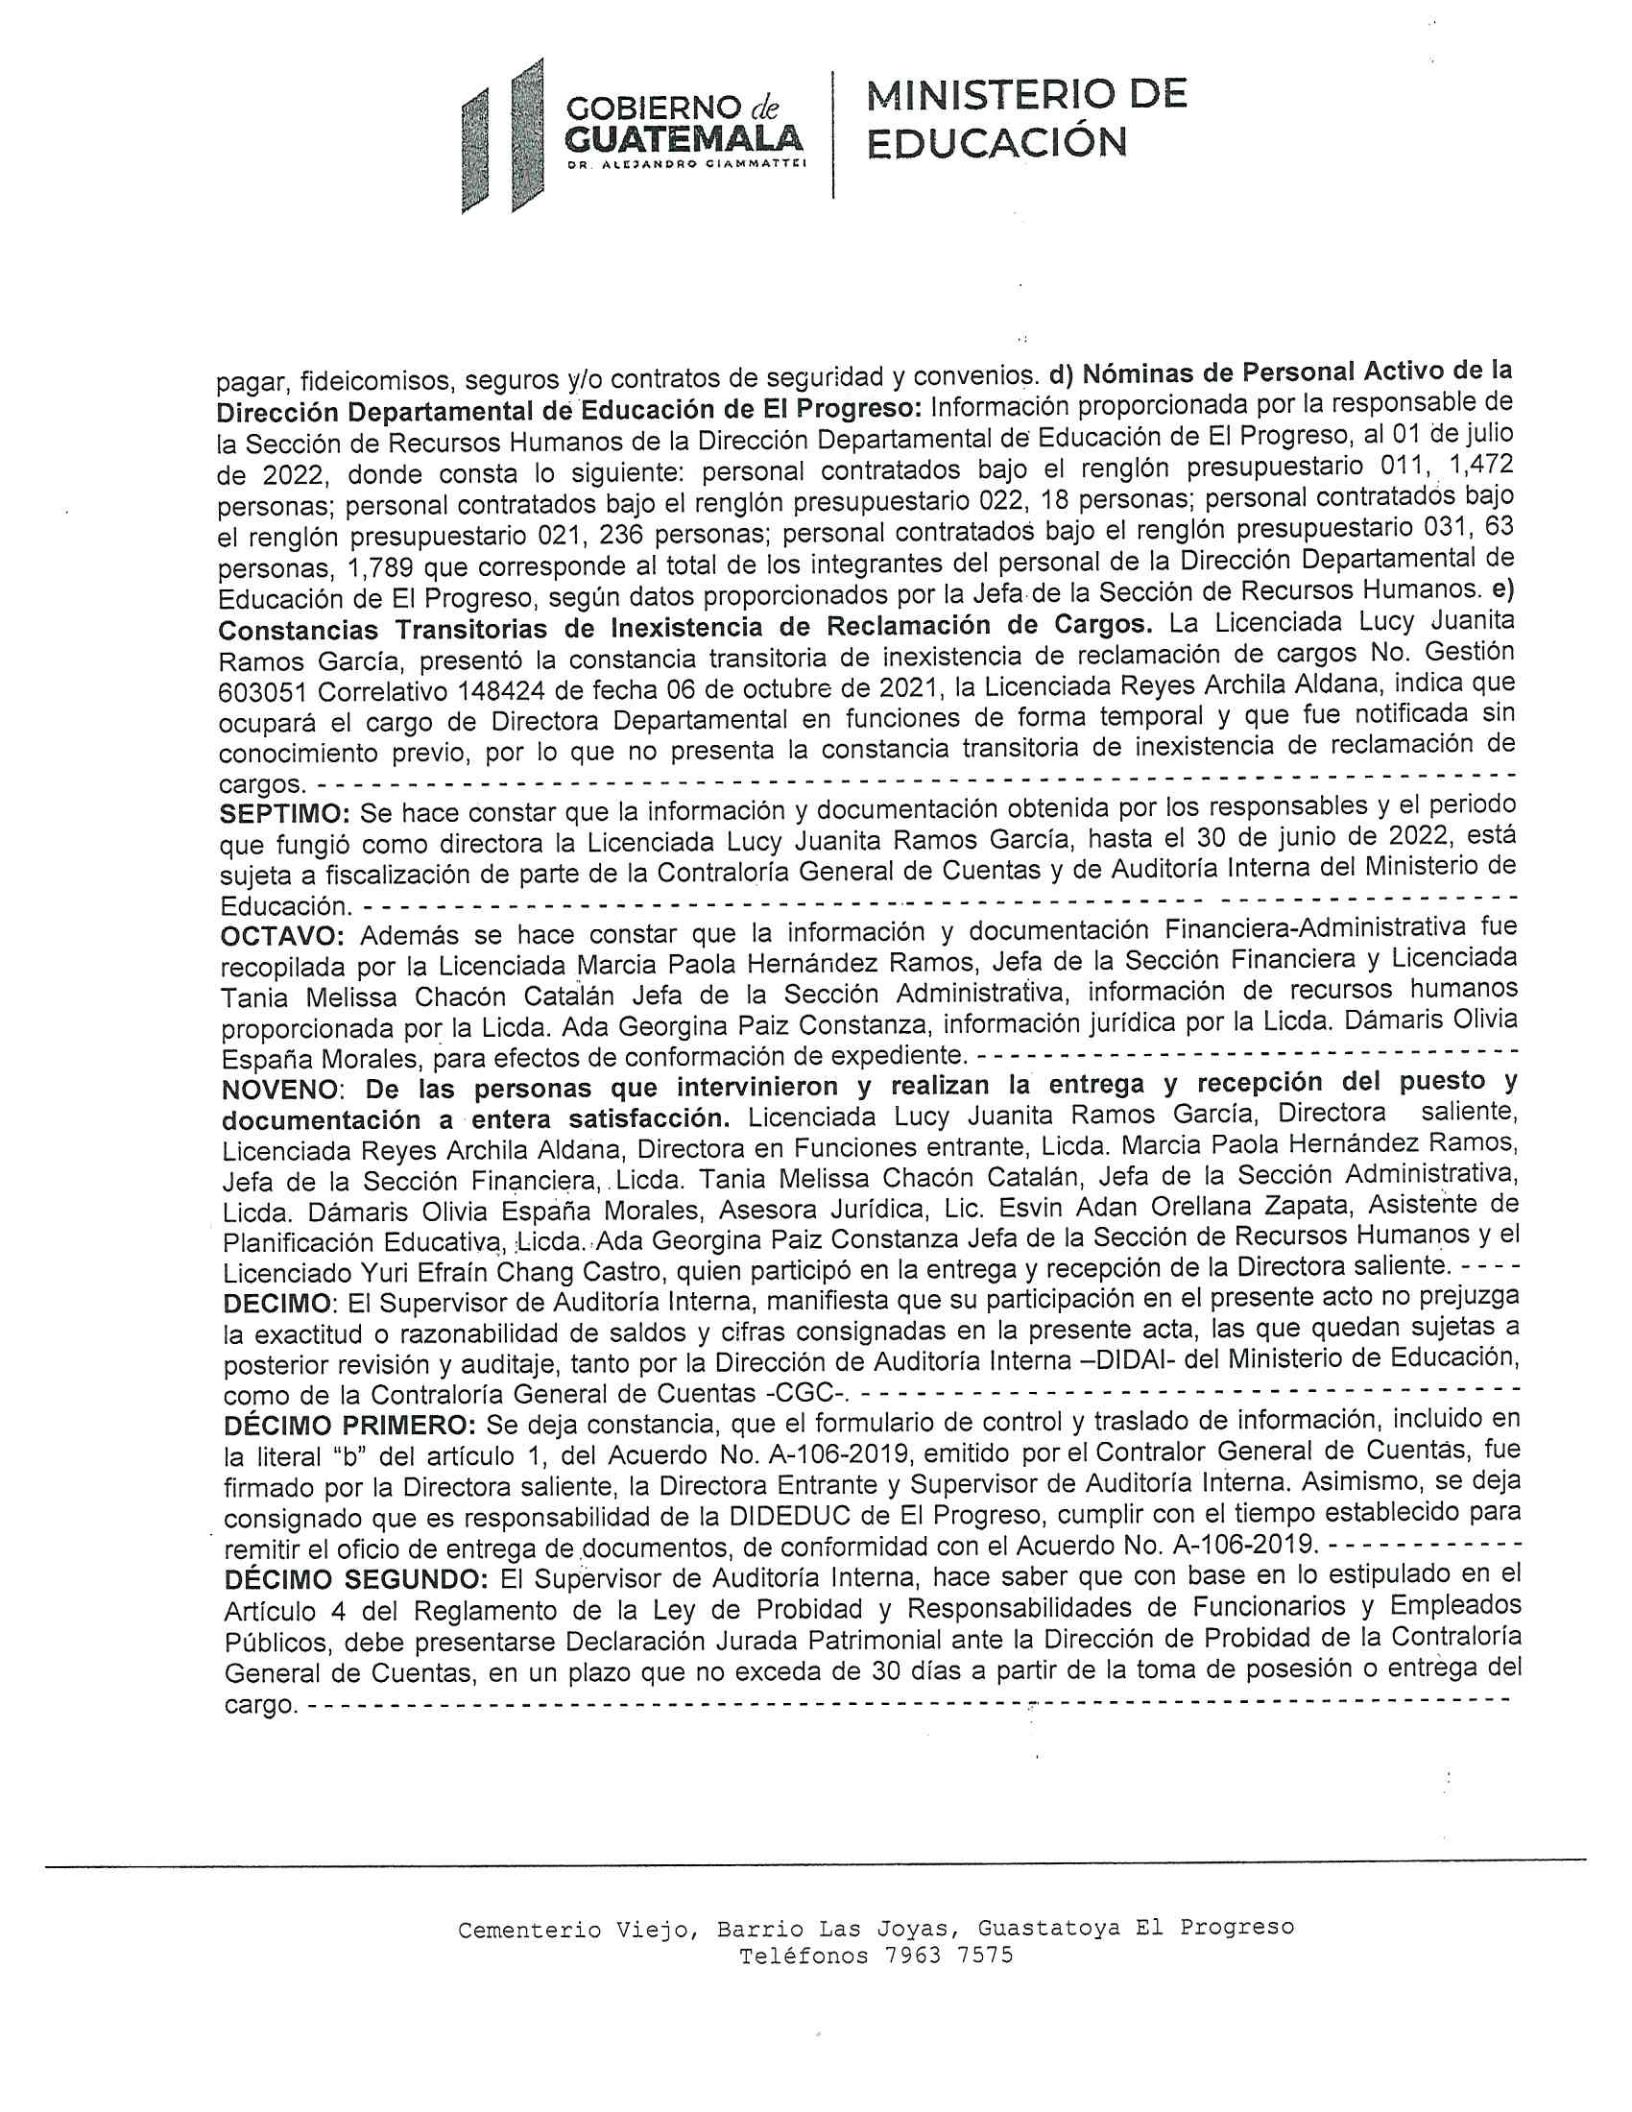 GOBIERNO de
GUATEMALA
DR. ALEJANDRO GIAMMATTEI
MINISTERIO DE
EDUCACIÓN
pagar, fideicomisos, seguros y/o contratos de seguridad y convenios. d) Nóminas de Personal Activo de la
Dirección Departamental de Educación de El Progreso: Información proporcionada por la responsable de
la Sección de Recursos Humanos de la Dirección Departamental de Educación de El Progreso, al 01 de julio
de 2022, donde consta lo siguiente: personal contratados bajo el renglón presupuestario 011, 1,472
personas; personal contratados bajo el renglón presupuestario 022, 18 personas; personal contratados bajo
el renglón presupuestario 021, 236 personas; personal contratados bajo el renglón presupuestario 031, 63
personas, 1,789 que corresponde al total de los integrantes del personal de la Dirección Departamental de
Educación de El Progreso, según datos proporcionados por la Jefa de la Sección de Recursos Humanos. e)
Constancias Transitorias de Inexistencia de Reclamación de Cargos. La Licenciada Lucy Juanita
Ramos García, presentó la constancia transitoria de inexistencia de reclamación de cargos No. Gestión
603051 Correlativo 148424 de fecha 06 de octubre de 2021, la Licenciada Reyes Archila Aldana, indica que
ocupará el cargo de Directora Departamental en funciones de forma temporal y que fue notificada sin
conocimiento previo, por lo que no presenta la constancia transitoria de inexistencia de reclamación de
cargos. - - - - - - - - - - - - - - - - - - - - - - - - - - - - - - - - - - - - - - - - - - - - - - - - - - - - - - - - - - - - - - - -
SEPTIMO: Se hace constar que la información y documentación obtenida por los responsables y el periodo
que fungió como directora la Licenciada Lucy Juanita Ramos García, hasta el 30 de junio de 2022, está
sujeta a fiscalización de parte de la Contraloría General de Cuentas y de Auditoría Interna del Ministerio de
Educación. - - - - - - - - - - - - - - - - - - - - - - - - - - - - - - - - - - - - - - - - - - - - - - - - - - - - - - - - - - - - - -
OCTAVO: Además se hace constar que la información y documentación Financiera-Administrativa fue
recopilada por la Licenciada Marcia Paola Hernández Ramos, Jefa de la Sección Financiera y Licenciada
Tania Melissa Chacón Catalán Jefa de la Sección Administrativa, información de recursos humanos
proporcionada por la Licda. Ada Georgina Paiz Constanza, información jurídica por la Licda. Dámaris Olivia
España Morales, para efectos de conformación de expediente. - - - - - - - - - - - - - - - - - - - - - - - - - - - - - - - - -
NOVENO: De las personas que intervinieron y realizan la entrega y recepción del puesto y
documentación a entera satisfacción. Licenciada Lucy Juanita Ramos García, Directora saliente,
Licenciada Reyes Archila Aldana, Directora en Funciones entrante, Licda. Marcia Paola Hernández Ramos,
Jefa de la Sección Financiera, Licda. Tania Melissa Chacón Catalán, Jefa de la Sección Administrativa,
Licda. Dámaris Olivia España Morales, Asesora Jurídica, Lic. Esvin Adan Orellana Zapata, Asistente de
Planificación Educativa, Licda. Ada Georgina Paiz Constanza Jefa de la Sección de Recursos Humanos y el
Licenciado Yuri Efraín Chang Castro, quien participó en la entrega y recepción de la Directora saliente. - - - -
DECIMO: El Supervisor de Auditoría Interna, manifiesta que su participación en el presente acto no prejuzga
la exactitud o razonabilidad de saldos y cifras consignadas en la presente acta, las que quedan sujetas a
posterior revisión y auditaje, tanto por la Dirección de Auditoría Interna –DIDAI- del Ministerio de Educación,
como de la Contraloría General de Cuentas -CGC-. - - - - - - - - - - - - - - - - - - - - - - - - - - - - - - - - - - - - - - -
DÉCIMO PRIMERO: Se deja constancia, que el formulario de control y traslado de información, incluido en
la literal “b” del artículo 1, del Acuerdo No. A-106-2019, emitido por el Contralor General de Cuentas, fue
firmado por la Directora saliente, la Directora Entrante y Supervisor de Auditoría Interna. Asimismo, se deja
consignado que es responsabilidad de la DIDEDUC de El Progreso, cumplir con el tiempo establecido para
remitir el oficio de entrega de documentos, de conformidad con el Acuerdo No. A-106-2019. - - - - - - - - - - - -
DÉCIMO SEGUNDO: El Supervisor de Auditoría Interna, hace saber que con base en lo estipulado en el
Artículo 4 del Reglamento de la Ley de Probidad y Responsabilidades de Funcionarios y Empleados
Públicos, debe presentarse Declaración Jurada Patrimonial ante la Dirección de Probidad de la Contraloría
General de Cuentas, en un plazo que no exceda de 30 días a partir de la toma de posesión o entrega del
cargo. - - - - - - - - - - - - - - - - - - - - - - - - - - - - - - - - - - - - - - - - - - - - - - - - - - - - - - - - - - - - - - - -
Cementerio Viejo, Barrio Las Joyas, Guastatoya El Progreso
Teléfonos 7963 7575